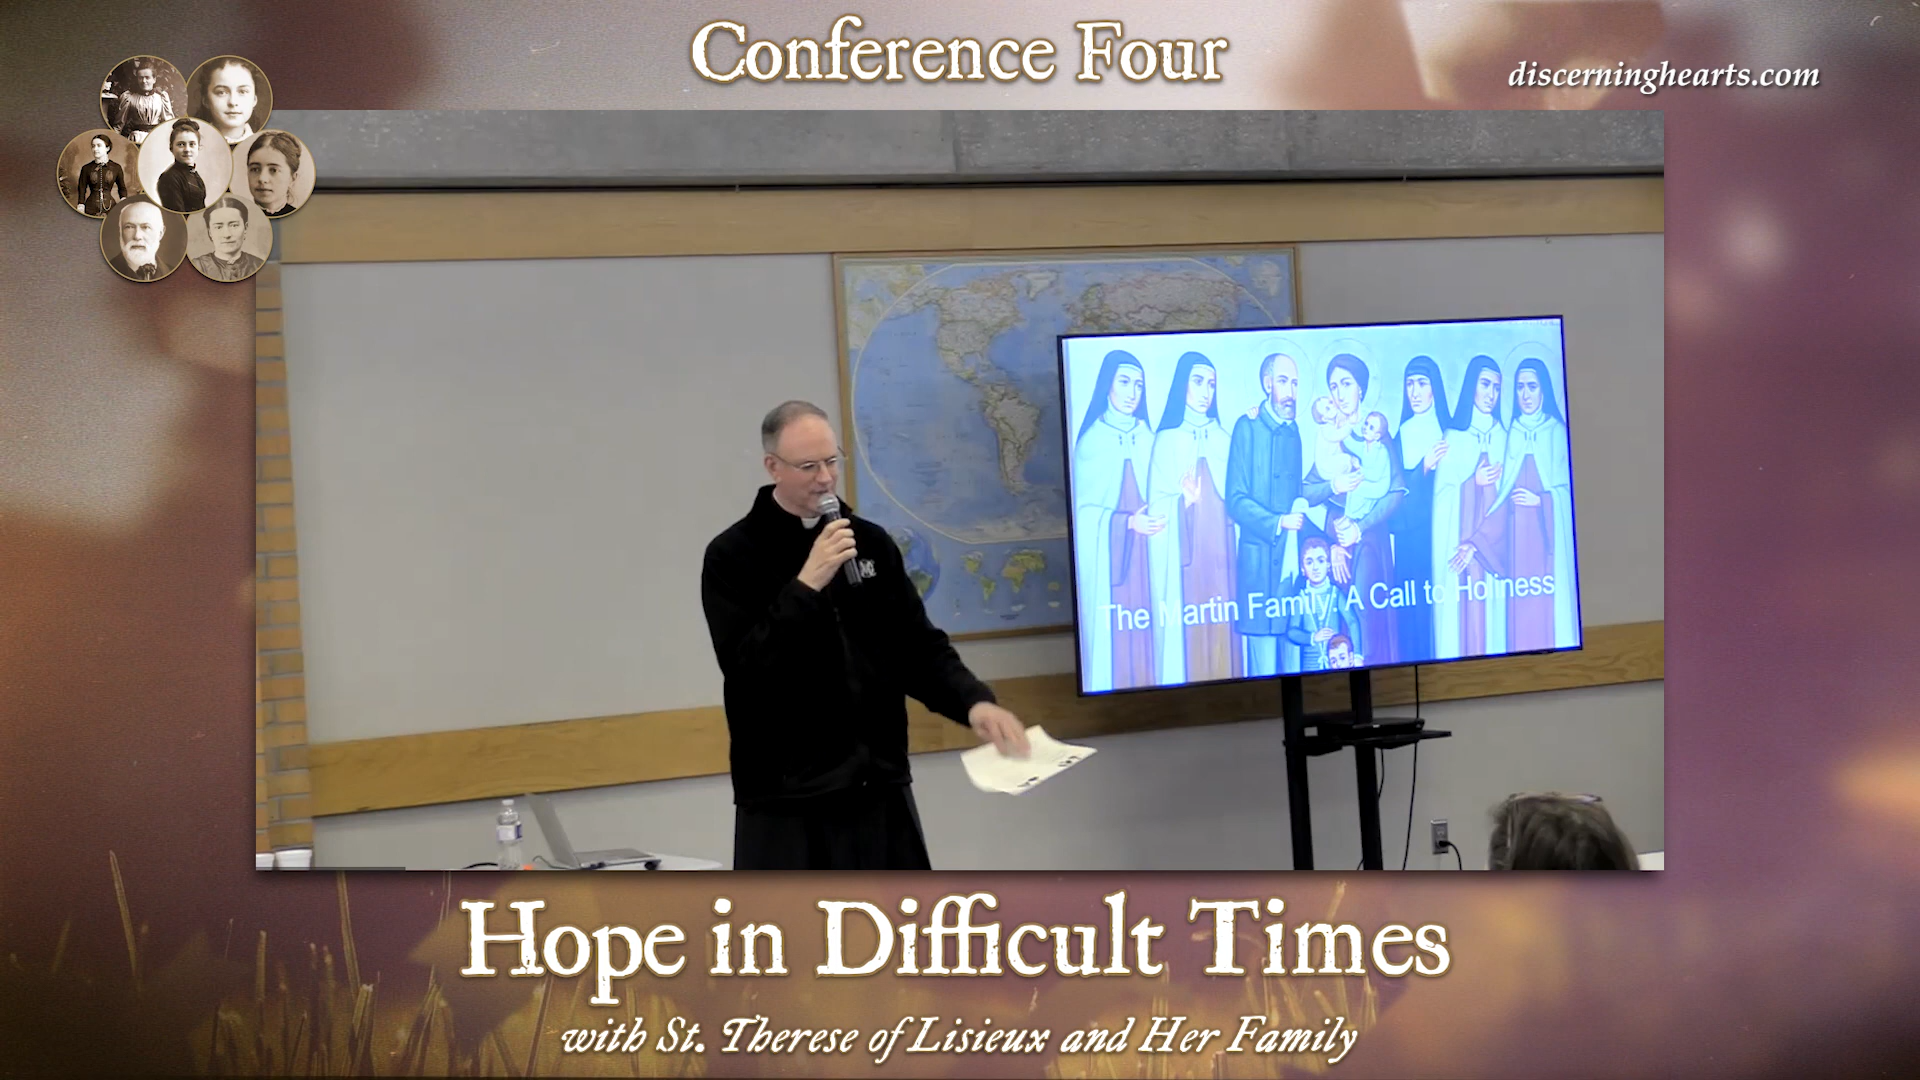 Conference Four
discerninghearts.com
The Martin Family: A Call to Holiness
Hope in Difficult Times
with St. Therese of Lisieux and Her Family